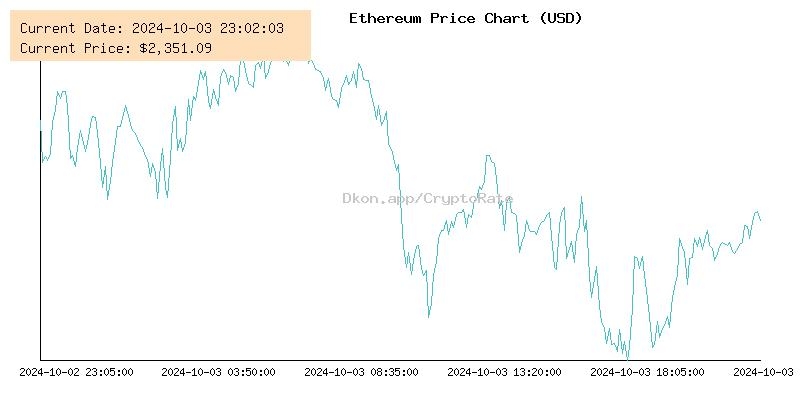 Ethereum Price Chart (USD)
Current Date: 2024-10-03 23:02:03
Current Price: $2,351.09
Dkon.app/CryptoRate
2024-10-02 23:05:00 2024-10-03 03:50:00 2024-10-03 08:35:00 2024-10-03 13:20:00 2024-10-03 18:05:00 2024-10-03